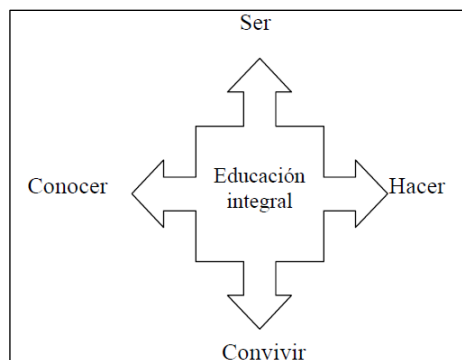 Ser
Conocer
Educación
integral
Hacer
Convivir